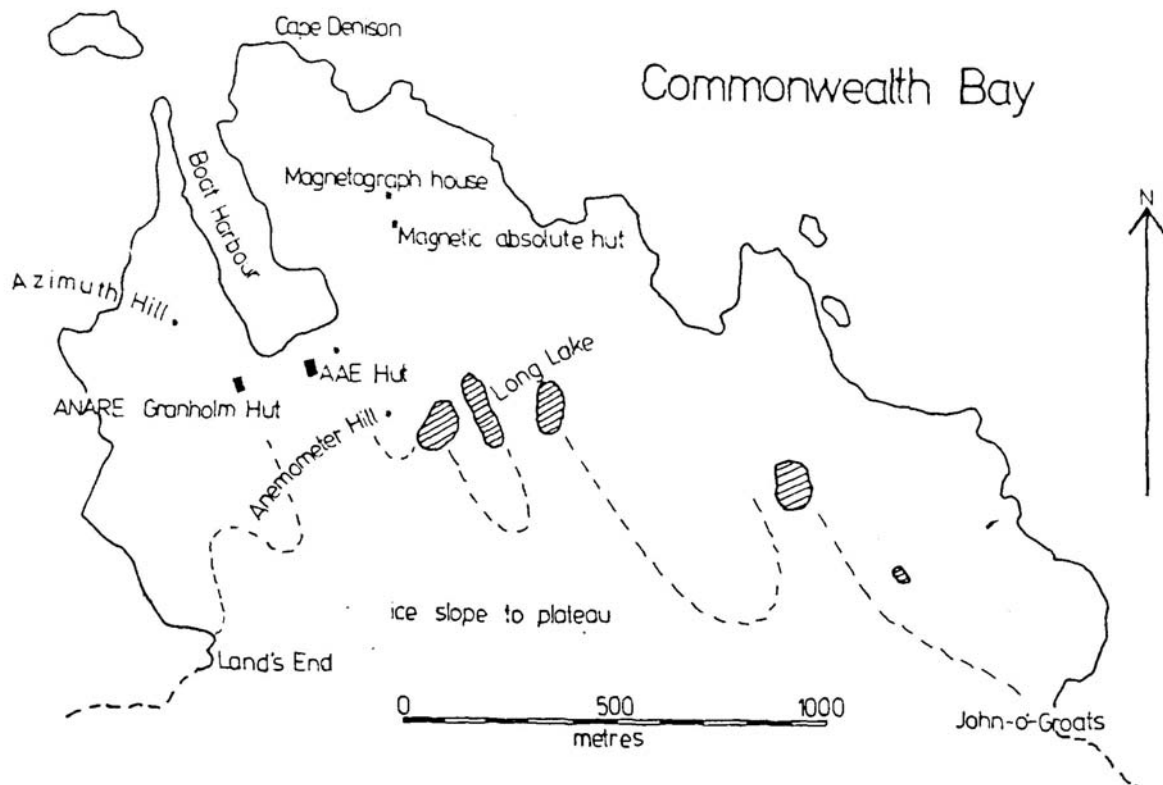 Cape Denison
Commonwealth Bay
Boat Harbour
Magnetograph house
Magnetic absolute hut
N
Azimuth Hill
AAE Hut
Long Lake
ANARE Granholm Hut
Anemometer Hill
ice slope to plateau
Land's End
0 500 1000
metres
John-o'-Groats